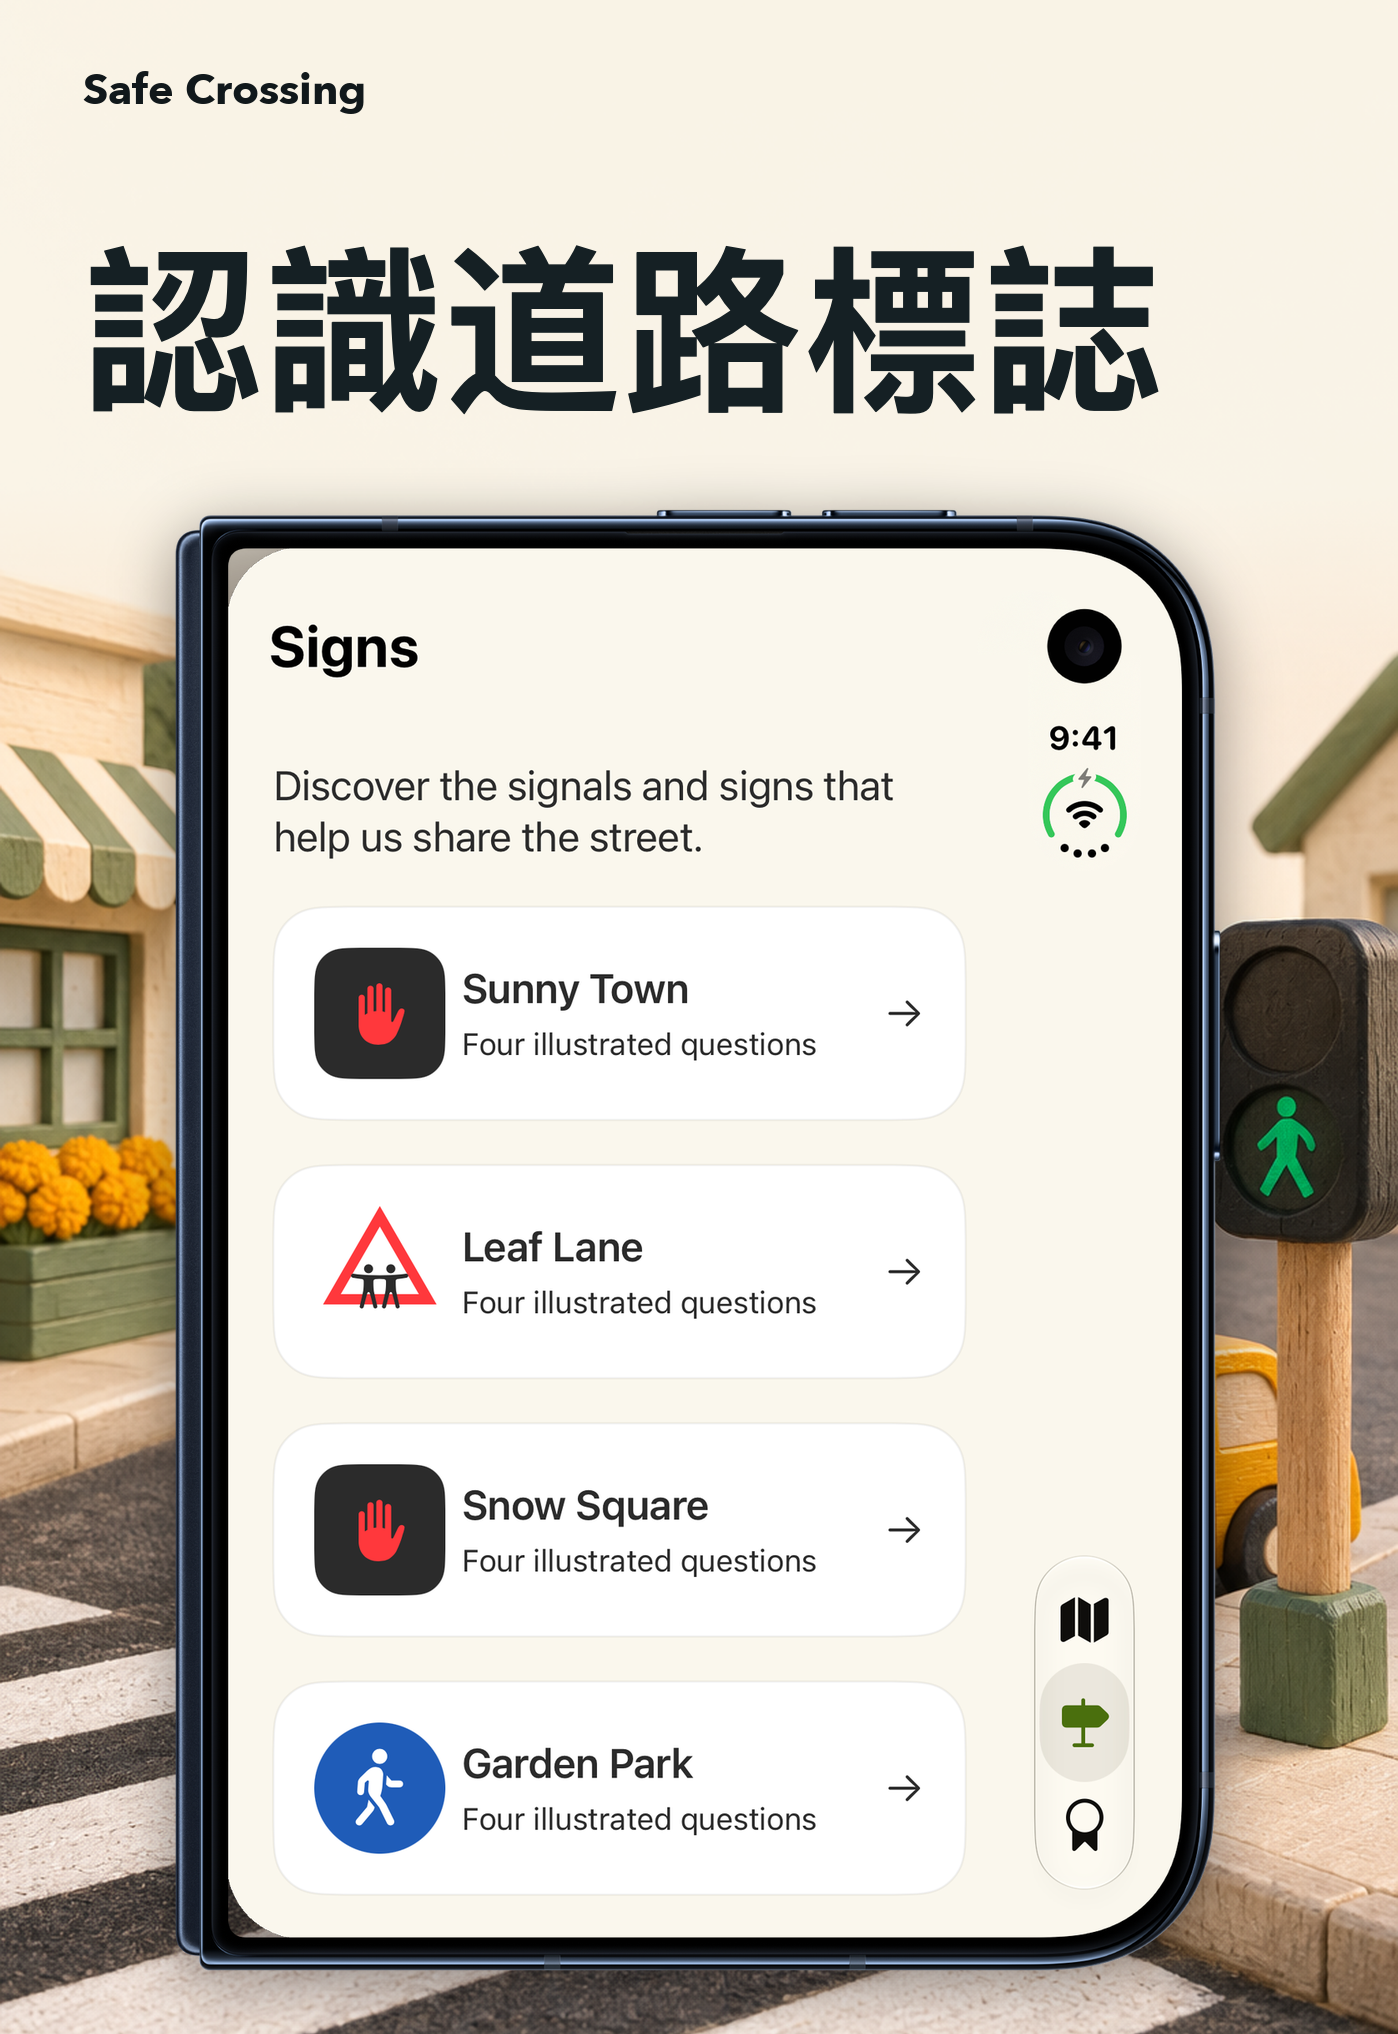 Safe Crossing
認識道路標誌
Signs
9:41
Discover the signals and signs that
help us share the street.
Sunny Town
Four illustrated questions
Leaf Lane
Four illustrated questions
Snow Square
Four illustrated questions
Garden Park
Four illustrated questions